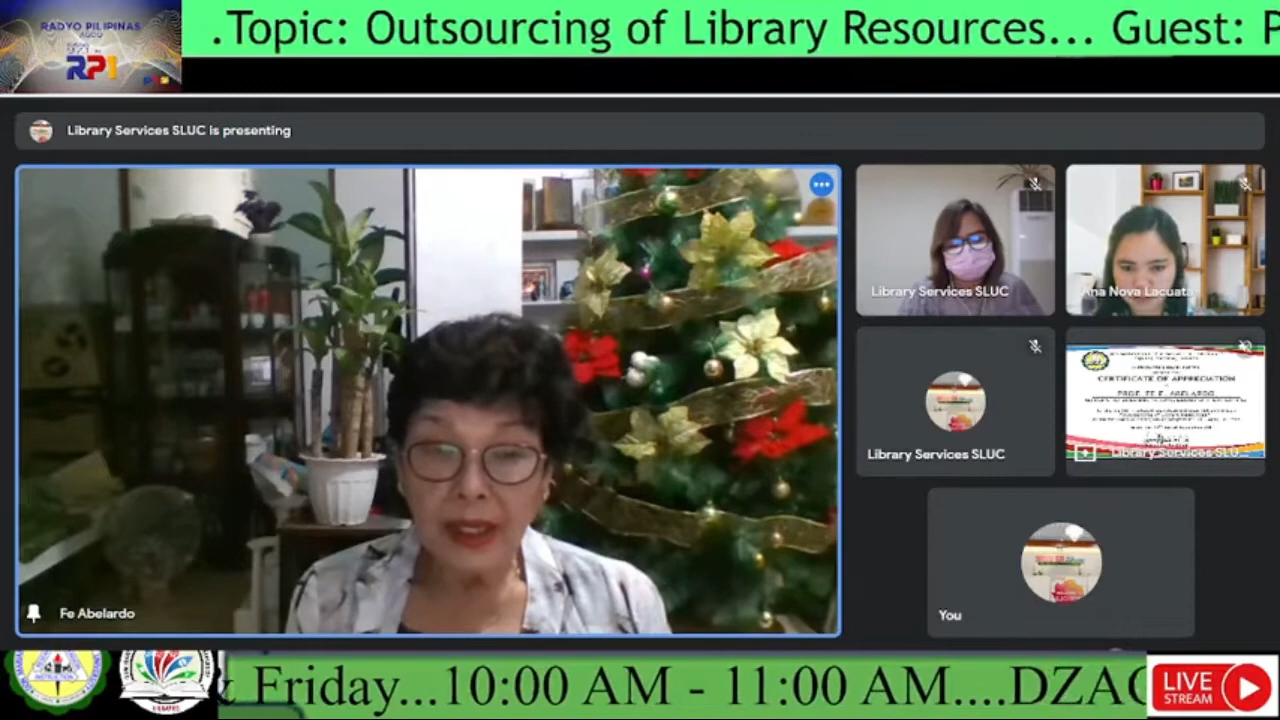 RADYO PILIPINAS
AGOO
RP1
.Topic: Outsourcing of Library Resources... Guest: P
Library Services SLUC is presenting
Fe Abelardo
Library Services SLUC
Ana Nova Lacuata
Library Services SLUC
CERTIFICATE OF APPRECIATION
PROF. FE E. ABELARDO
Library Services SLU...
You
& Friday...10:00 AM - 11:00 AM....DZAG
LIVE
STREAM